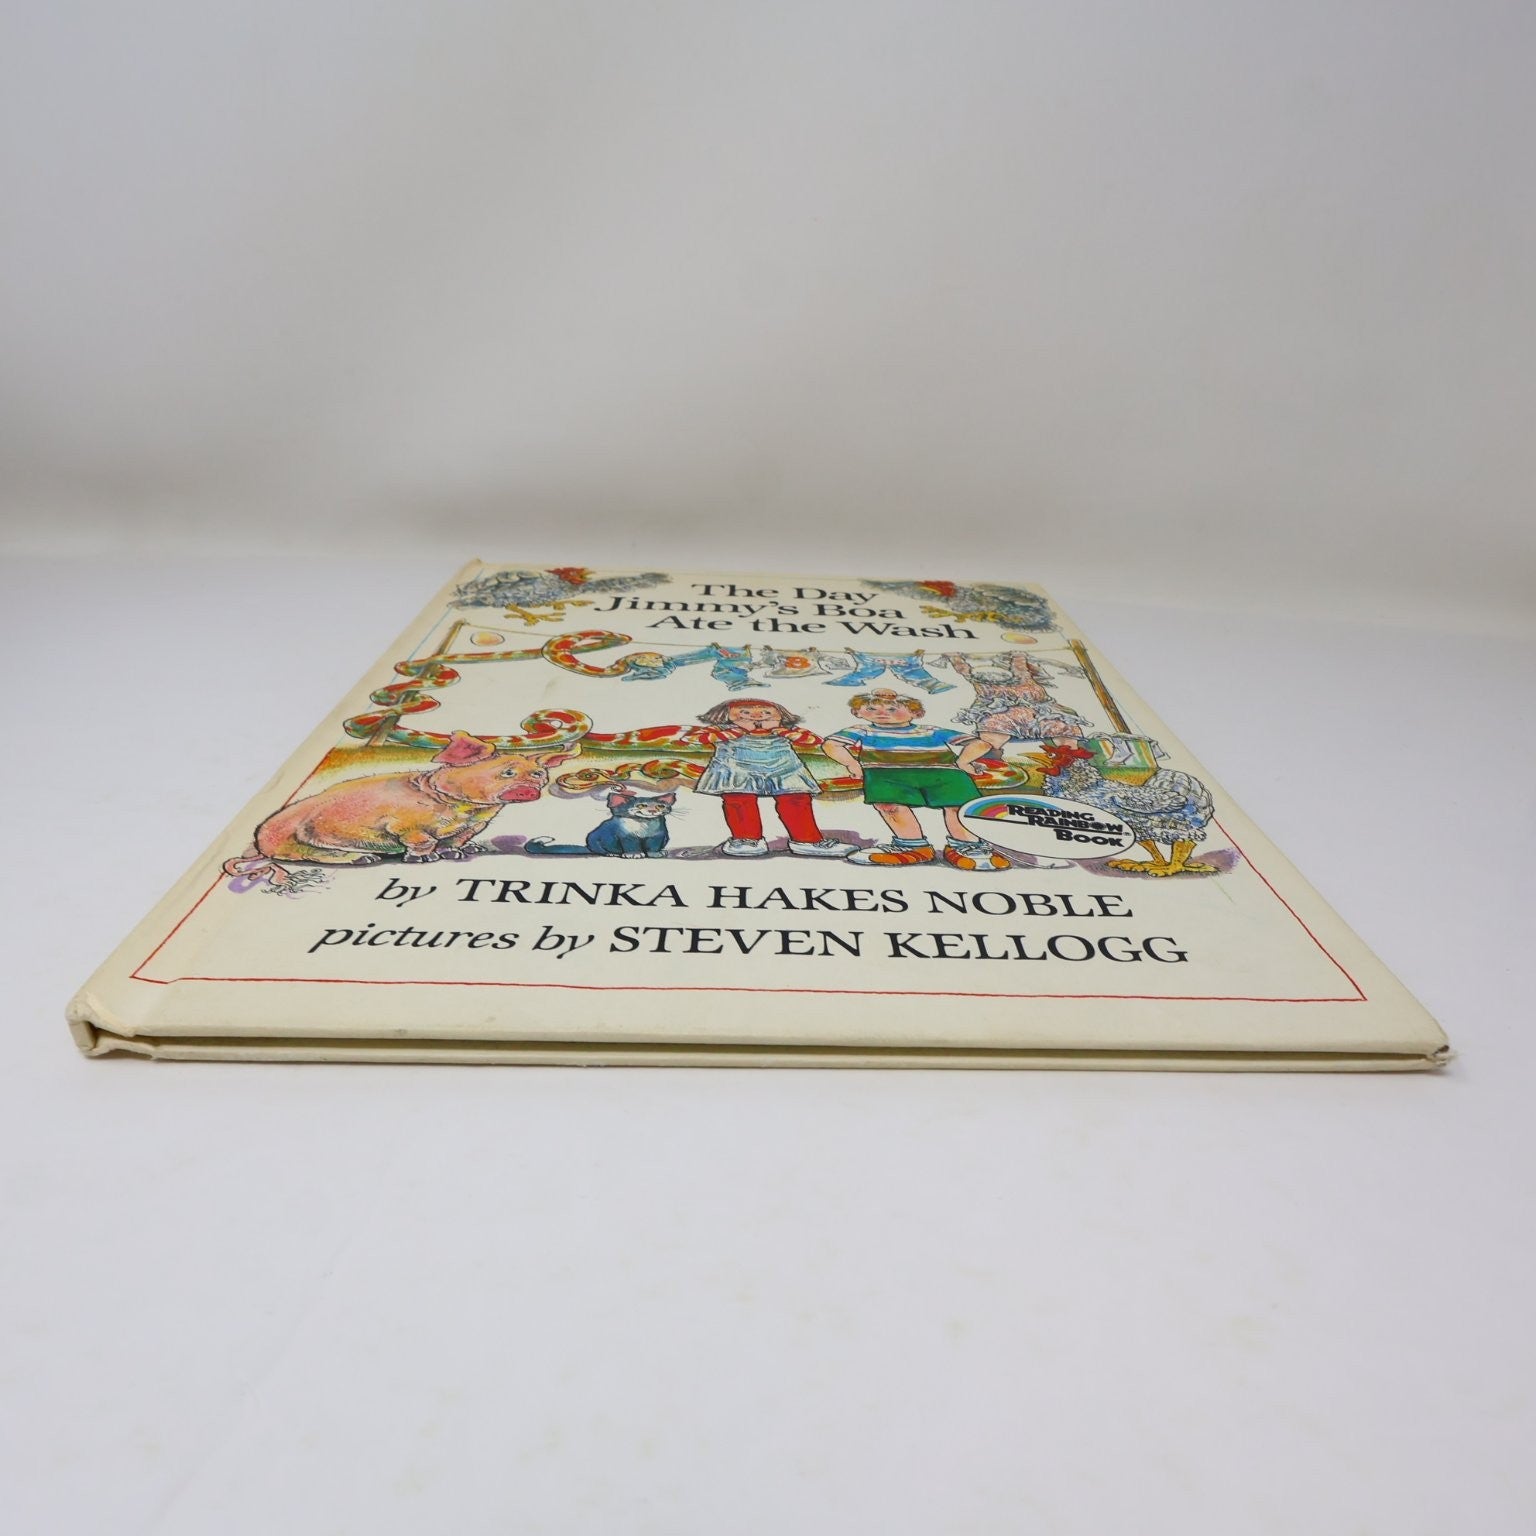 The Day
Jimmy's Boa
Ate the Wash
READING
RAINBOW®
BOOK
by TRINKA HAKES NOBLE
pictures by STEVEN KELLOGG